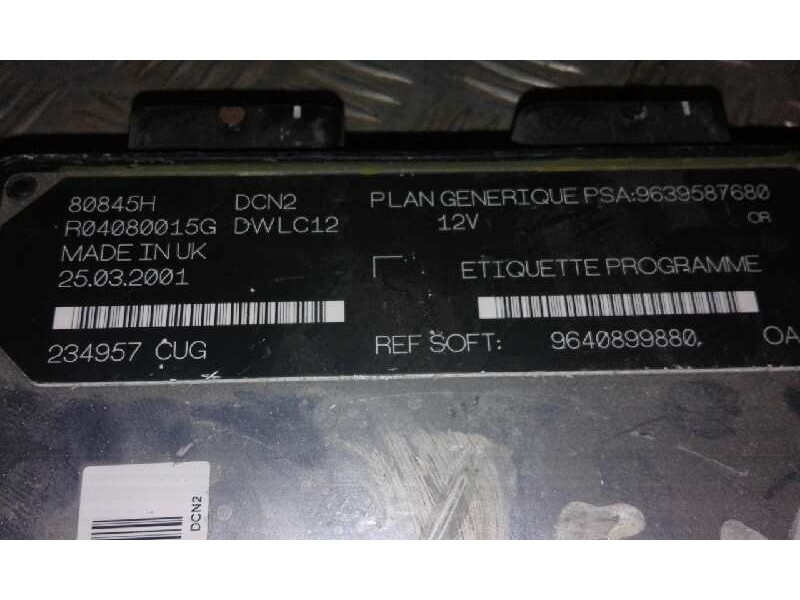 80845H DCN2 PLAN GENERIQUE PSA:9639587680
R04080015G DWLC12 12V OR
MADE IN UK
25.03.2001 ETIQUETTE PROGRAMME
234957 CUG REF SOFT: 9640899880, OA
DCN2